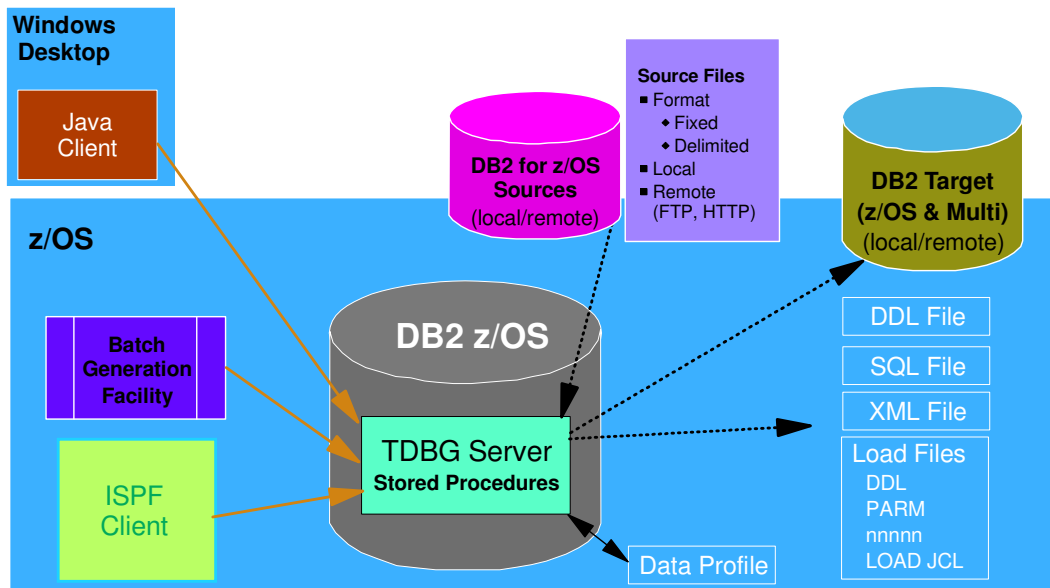 Windows
Desktop
Java
Client
z/OS
Batch
Generation
Facility
ISPF
Client
DB2 z/OS
TDBG Server
Stored Procedures
DB2 for z/OS
Sources
(local/remote)
Source Files
Format
Fixed
Delimited
Local
Remote
(FTP, HTTP)
DB2 Target
(z/OS & Multi)
(local/remote)
DDL File
SQL File
XML File
Load Files
DDL
PARM
nnnnn
LOAD JCL
Data Profile